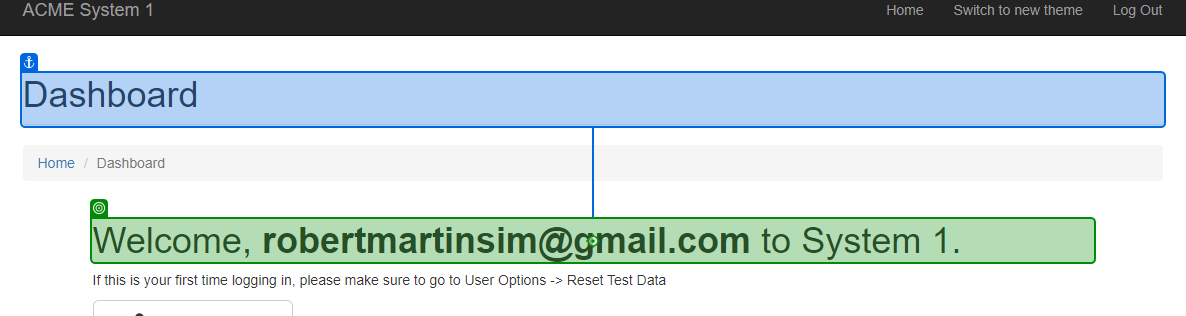 ACME System 1 Home Switch to new theme Log Out
Dashboard
Home / Dashboard
Welcome, robertmartinsim@gmail.com to System 1.
If this is your first time logging in, please make sure to go to User Options -> Reset Test Data